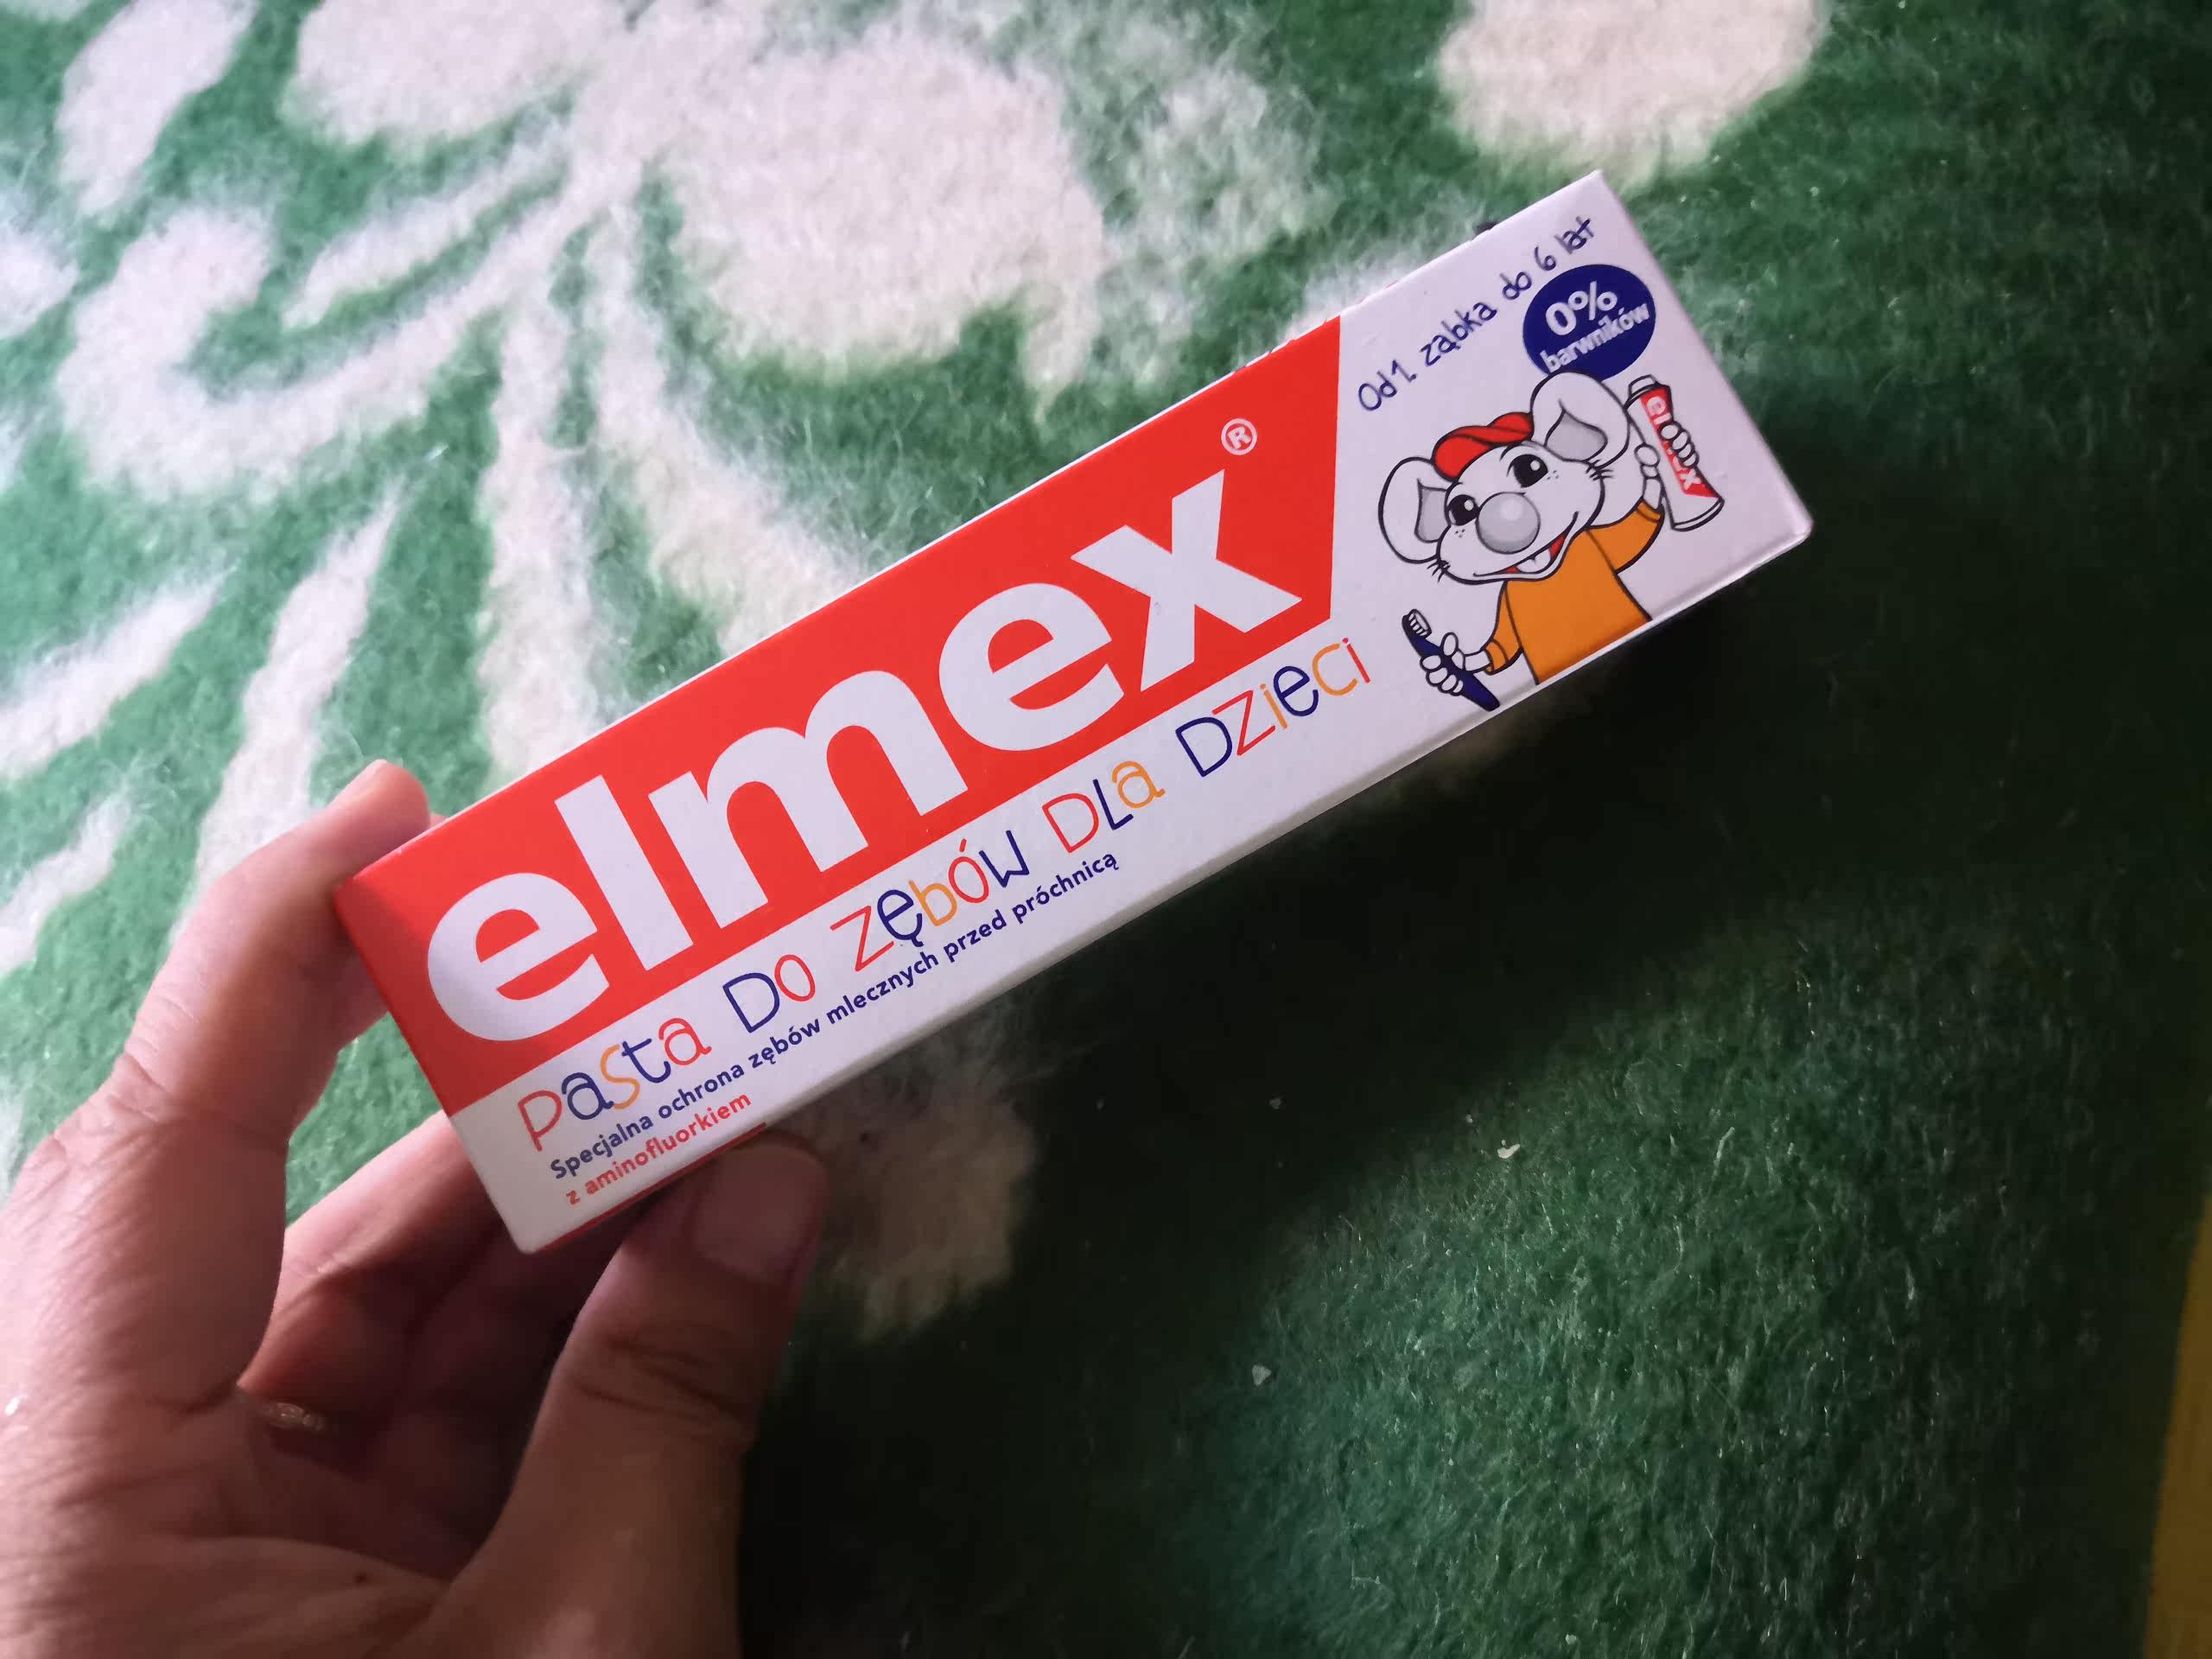 elmex®
Pasta Do zębów Dla Dzieci
Specjalna ochrona zębów mlecznych przed próchnicą
z aminofluorkiem
Od 1. ząbka do 6 lat
0%
barwników
elmex